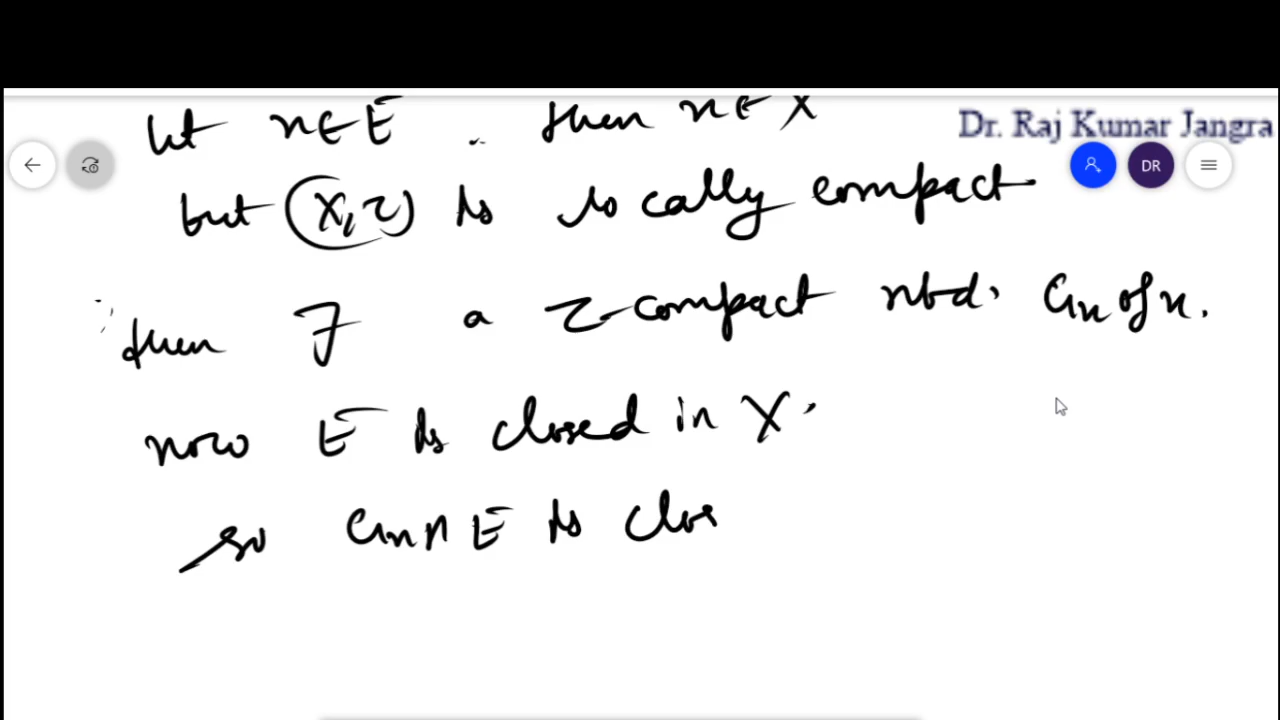 let x ∈ E . then x ∈ X
Dr. Raj Kumar Jangra
DR
but (X, τ) is locally compact
then ∃ a τ-compact nbd. Gx of x.
now E is closed in X.
so Gx ∩ E is clos